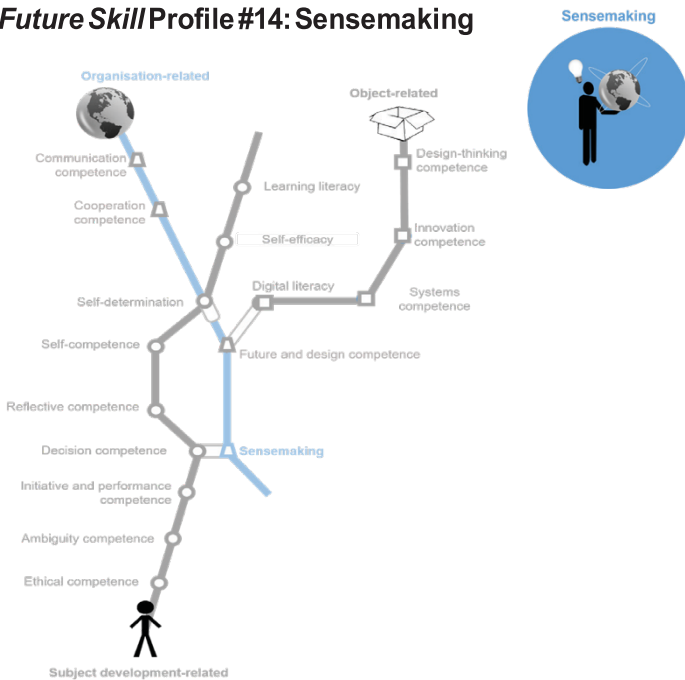 Future Skill Profile #14: Sensemaking
Sensemaking
Organisation-related
Object-related
Communication
competence
Design-thinking
competence
Learning literacy
Cooperation
competence
Self-efficacy
Innovation
competence
Digital literacy
Systems
competence
Self-determination
Self-competence
Future and design competence
Reflective competence
Decision competence
Sensemaking
Initiative and performance
competence
Ambiguity competence
Ethical competence
Subject development-related